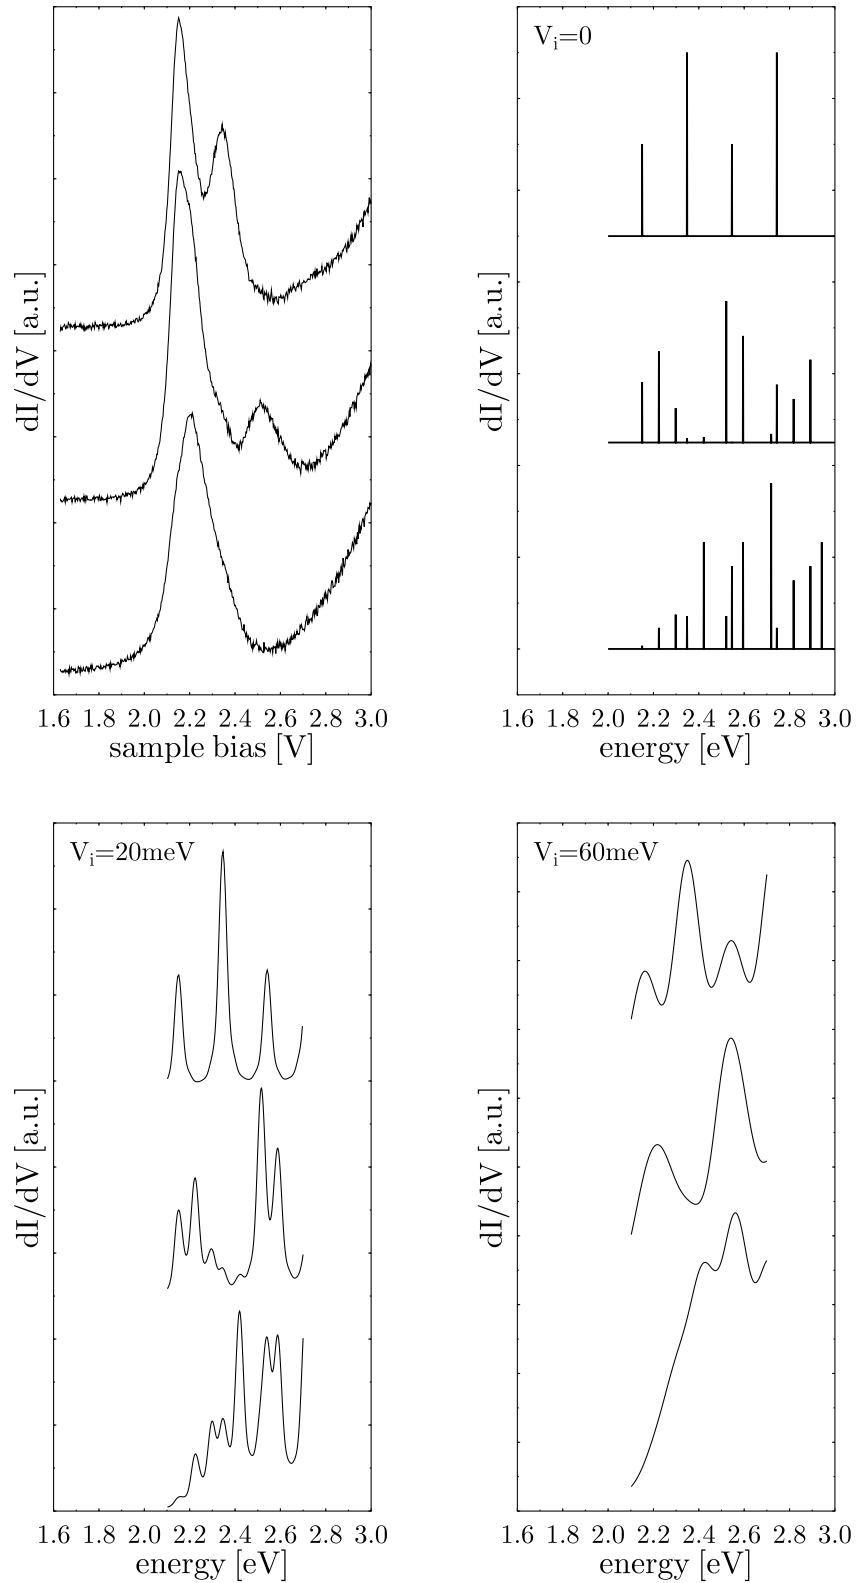 V_i=0
dI/dV [a.u.]
dI/dV [a.u.]
1.6 1.8 2.0 2.2 2.4 2.6 2.8 3.0
sample bias [V]
1.6 1.8 2.0 2.2 2.4 2.6 2.8 3.0
energy [eV]
V_i=20meV
V_i=60meV
dI/dV [a.u.]
dI/dV [a.u.]
1.6 1.8 2.0 2.2 2.4 2.6 2.8 3.0
energy [eV]
1.6 1.8 2.0 2.2 2.4 2.6 2.8 3.0
energy [eV]